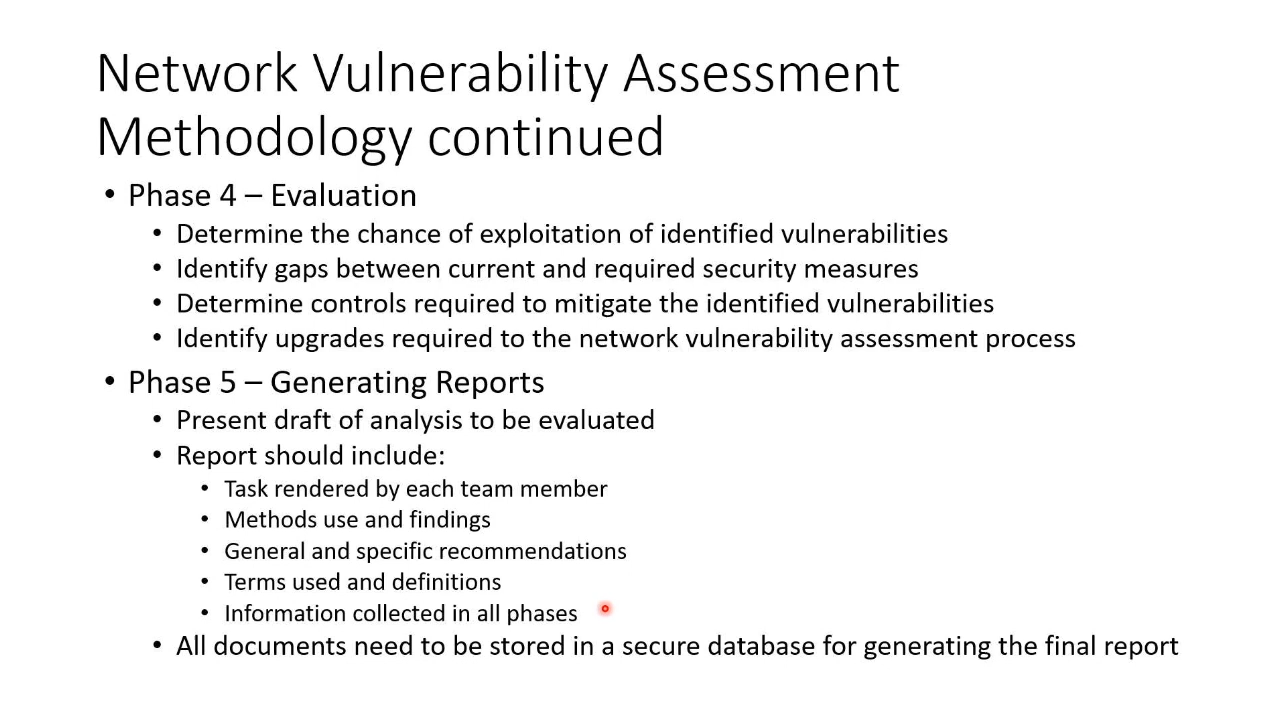 Network Vulnerability Assessment
Methodology continued
• Phase 4 – Evaluation
• Determine the chance of exploitation of identified vulnerabilities
• Identify gaps between current and required security measures
• Determine controls required to mitigate the identified vulnerabilities
• Identify upgrades required to the network vulnerability assessment process
• Phase 5 – Generating Reports
• Present draft of analysis to be evaluated
• Report should include:
• Task rendered by each team member
• Methods use and findings
• General and specific recommendations
• Terms used and definitions
• Information collected in all phases
• All documents need to be stored in a secure database for generating the final report